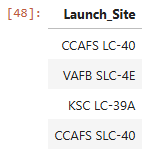 [48]: Launch_Site
CCAFS LC-40
VAFB SLC-4E
KSC LC-39A
CCAFS SLC-40